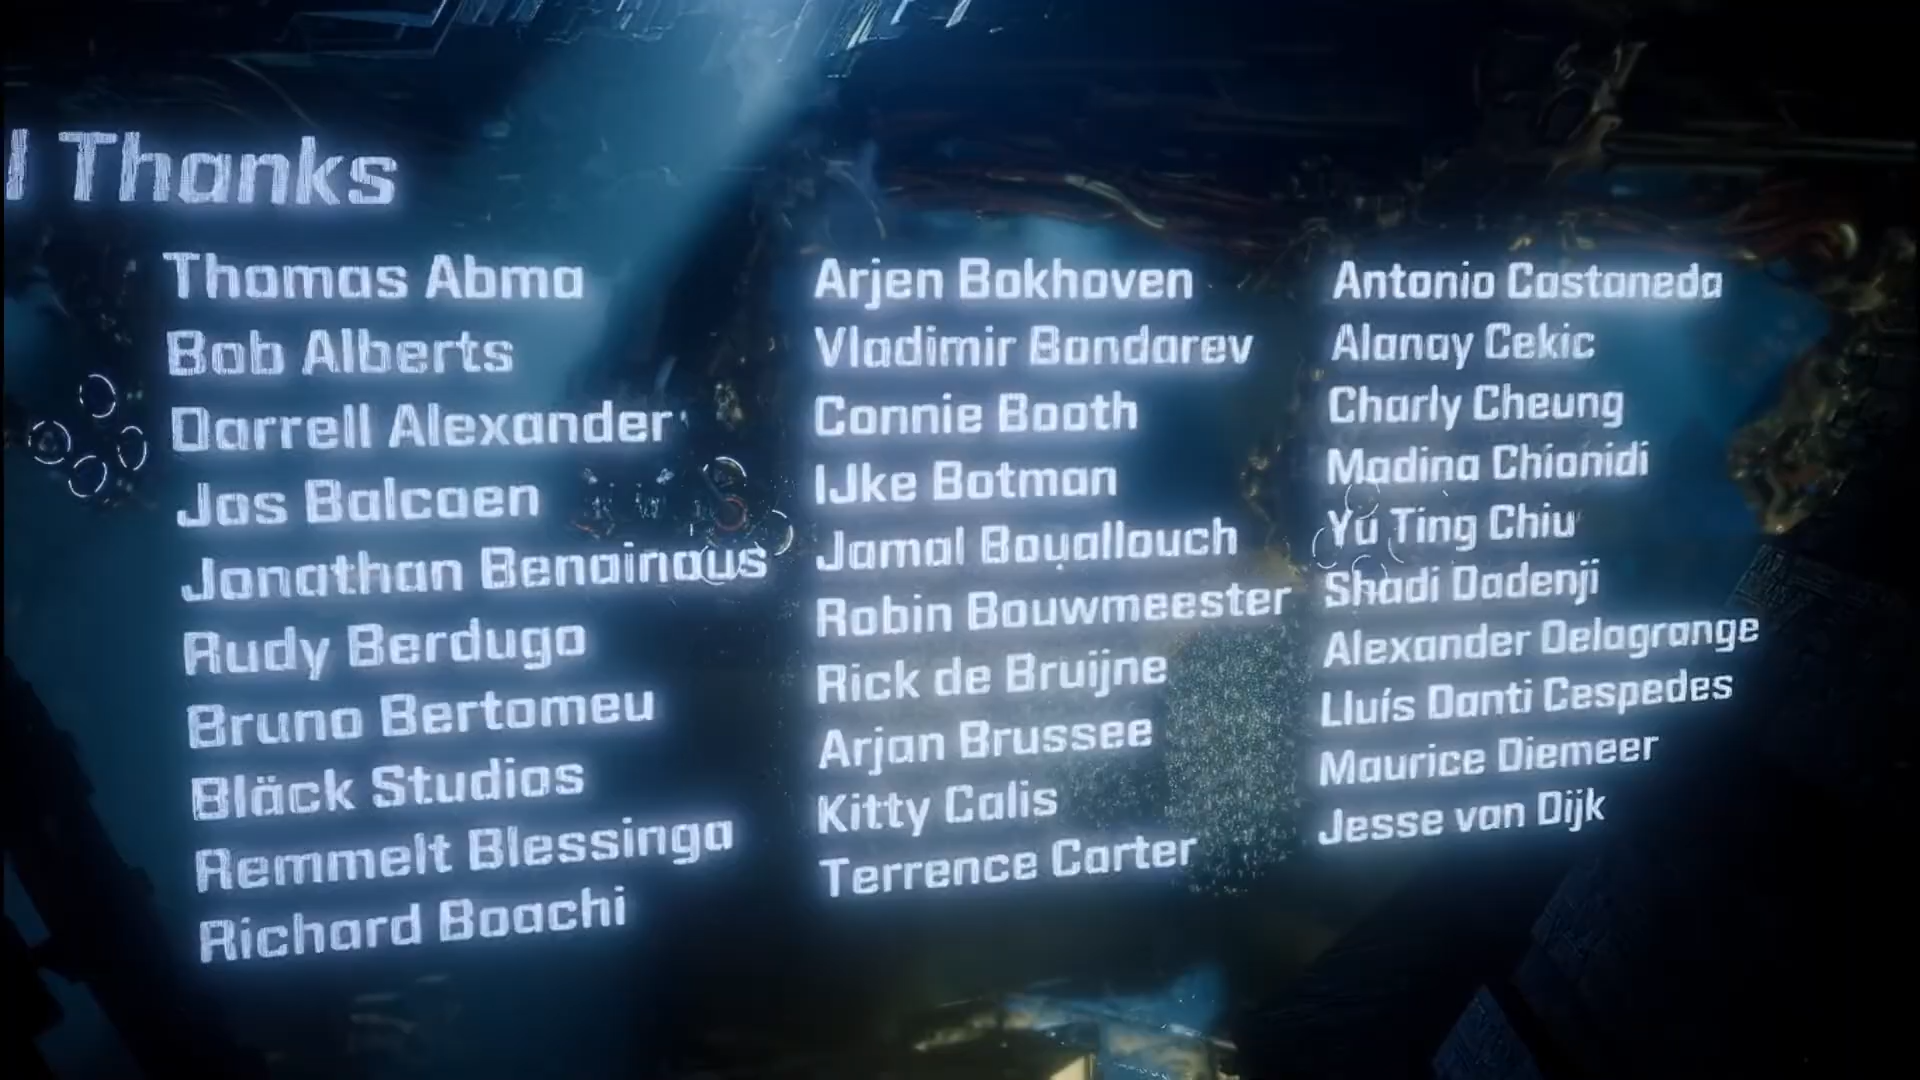 l Thanks
Thomas Abma
Bob Alberts
Darrell Alexander
Jos Balcaen
Jonathan Benainous
Rudy Berdugo
Bruno Bertomeu
Bläck Studios
Remmelt Blessinga
Richard Boachi
Arjen Bokhoven
Vladimir Bondarev
Connie Booth
IJke Botman
Jamal Bouallouch
Robin Bouwmeester
Rick de Bruijne
Arjan Brussee
Kitty Calis
Terrence Carter
Antonio Castaneda
Alanay Cekic
Charly Cheung
Madina Chionidi
Yu Ting Chiu
Shadi Dadenji
Alexander Delagrange
Lluís Danti Cespedes
Maurice Diemeer
Jesse van Dijk